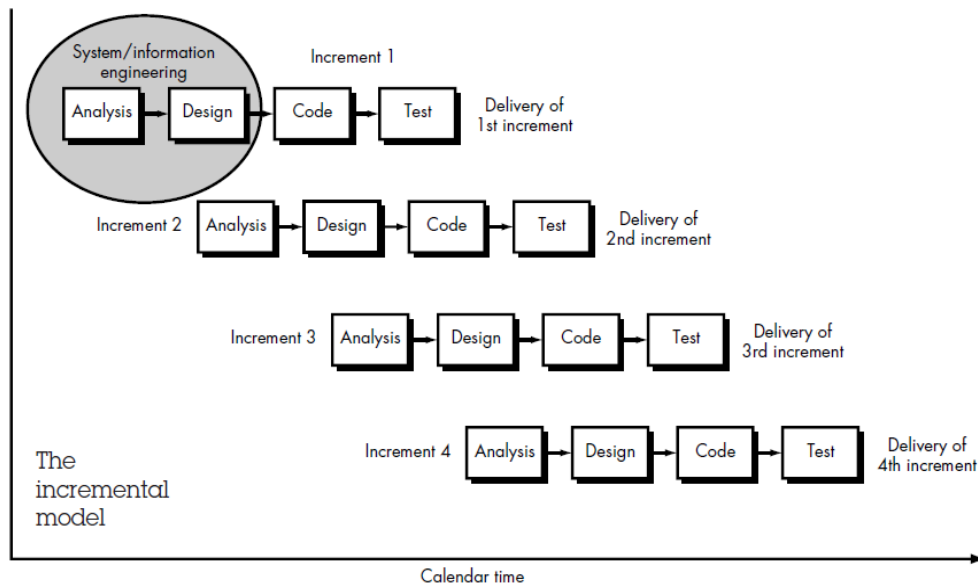 System/information
engineering
Increment 1
Analysis
Design
Code
Test
Delivery of
1st increment
Increment 2
Analysis
Design
Code
Test
Delivery of
2nd increment
Increment 3
Analysis
Design
Code
Test
Delivery of
3rd increment
Increment 4
Analysis
Design
Code
Test
Delivery of
4th increment
The
incremental
model
Calendar time